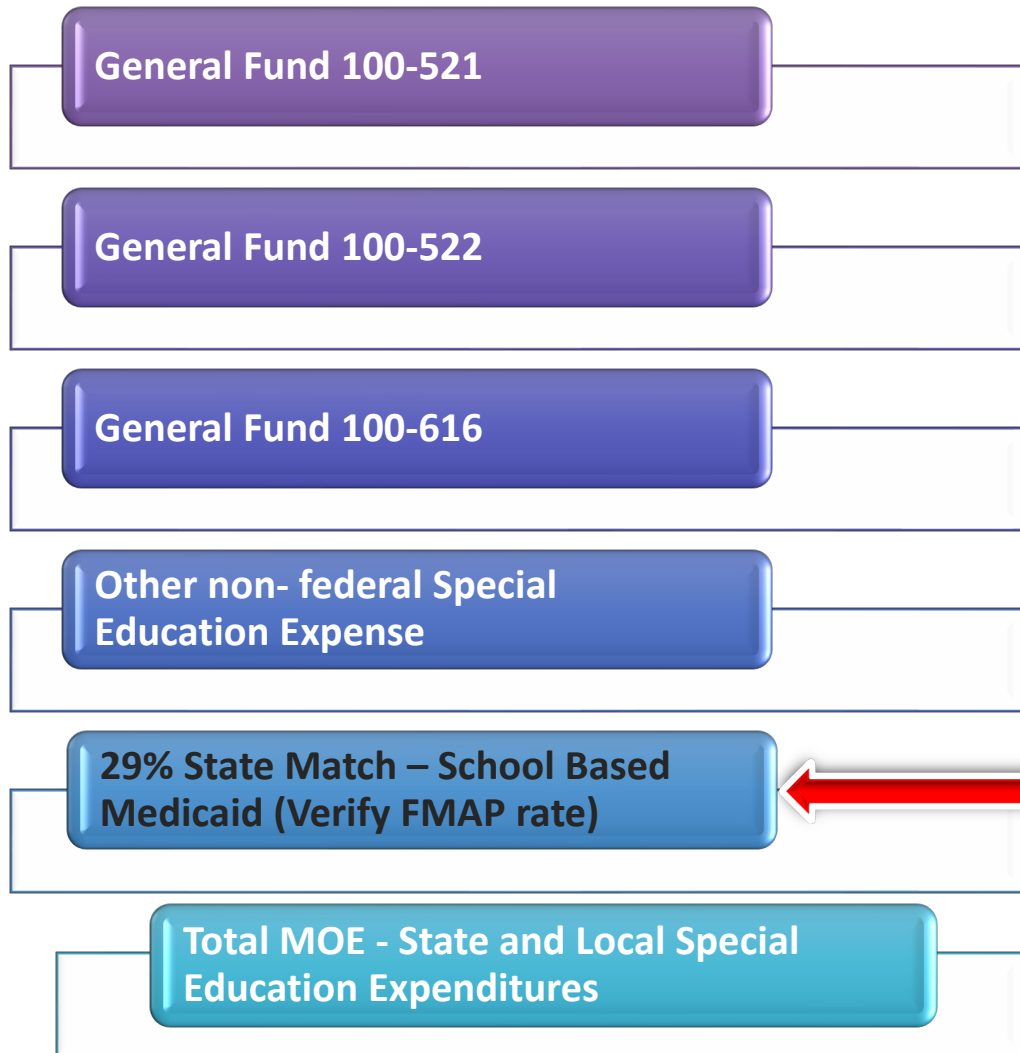 General Fund 100-521
General Fund 100-522
General Fund 100-616
Other non- federal Special
Education Expense
29% State Match – School Based
Medicaid (Verify FMAP rate)
Total MOE - State and Local Special
Education Expenditures